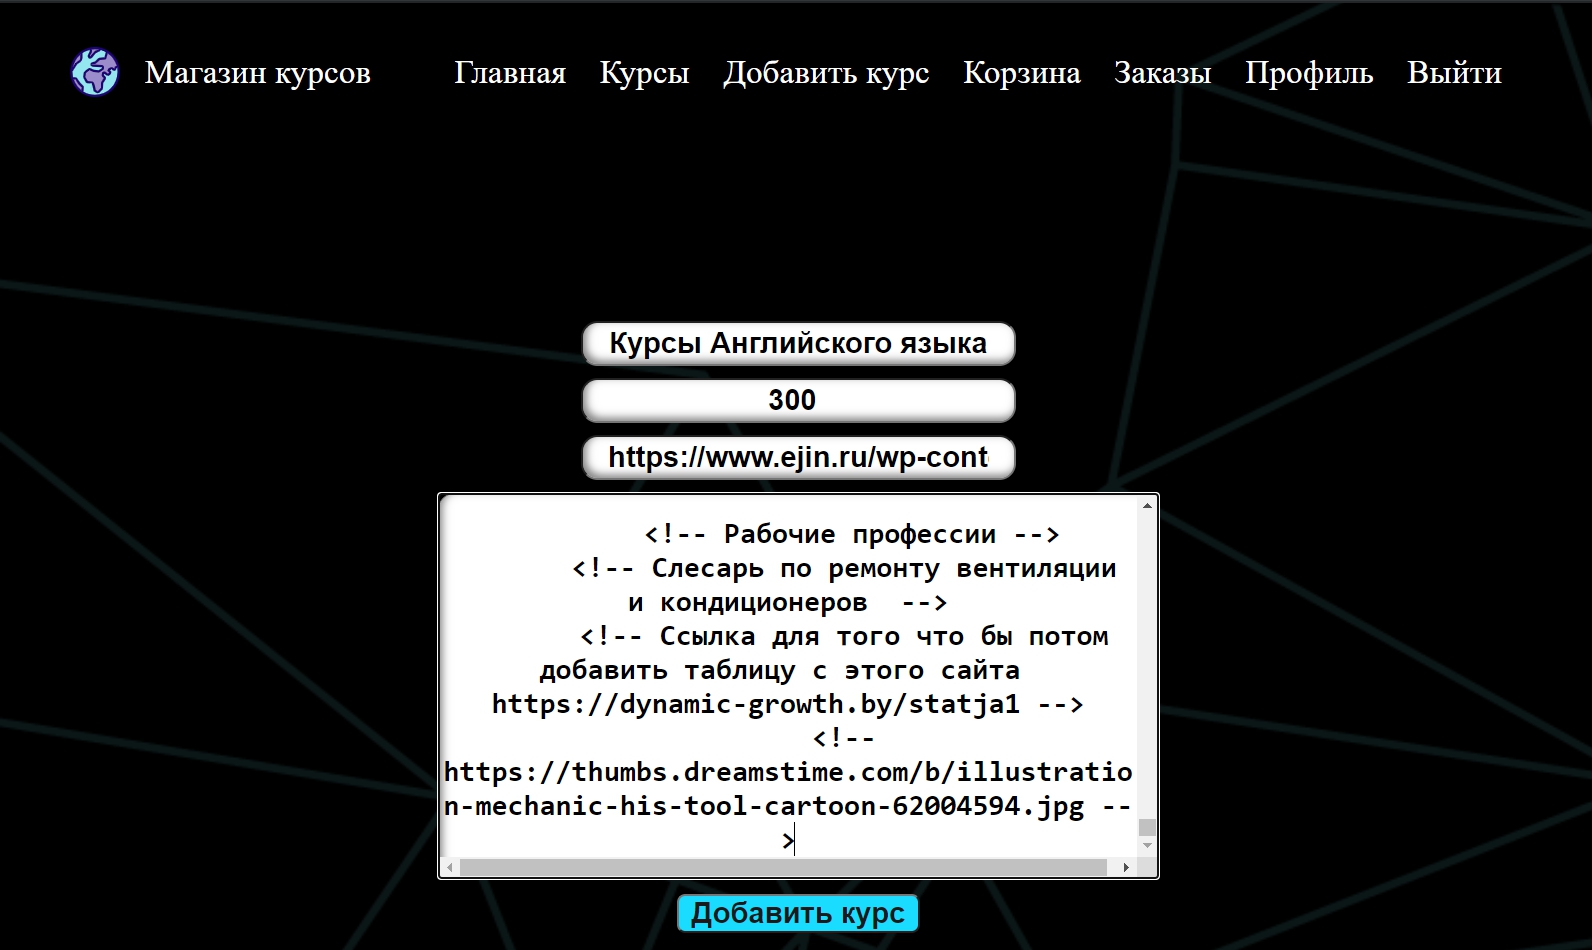 Магазин курсов Главная Курсы Добавить курс Корзина Заказы Профиль Выйти
Курсы Английского языка
300
https://www.ejin.ru/wp-cont
<!-- Рабочие профессии -->
<!-- Слесарь по ремонту вентиляции
и кондиционеров  -->
<!-- Ссылка для того что бы потом
добавить таблицу с этого сайта
https://dynamic-growth.by/statja1 -->
<!--
https://thumbs.dreamstime.com/b/illustratio
n-mechanic-his-tool-cartoon-62004594.jpg --
>
Добавить курс